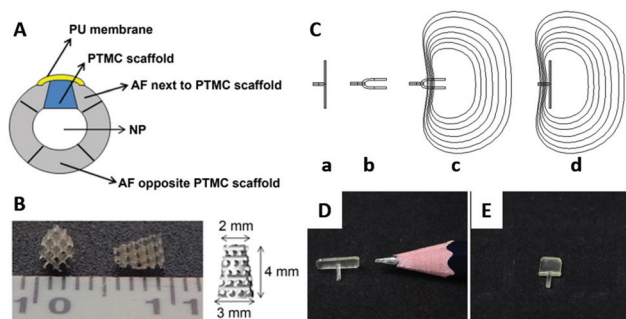 A
PU membrane
PTMC scaffold
AF next to PTMC scaffold
NP
AF opposite PTMC scaffold
B
10
11
2 mm
4 mm
3 mm
C
a
b
c
d
D
E